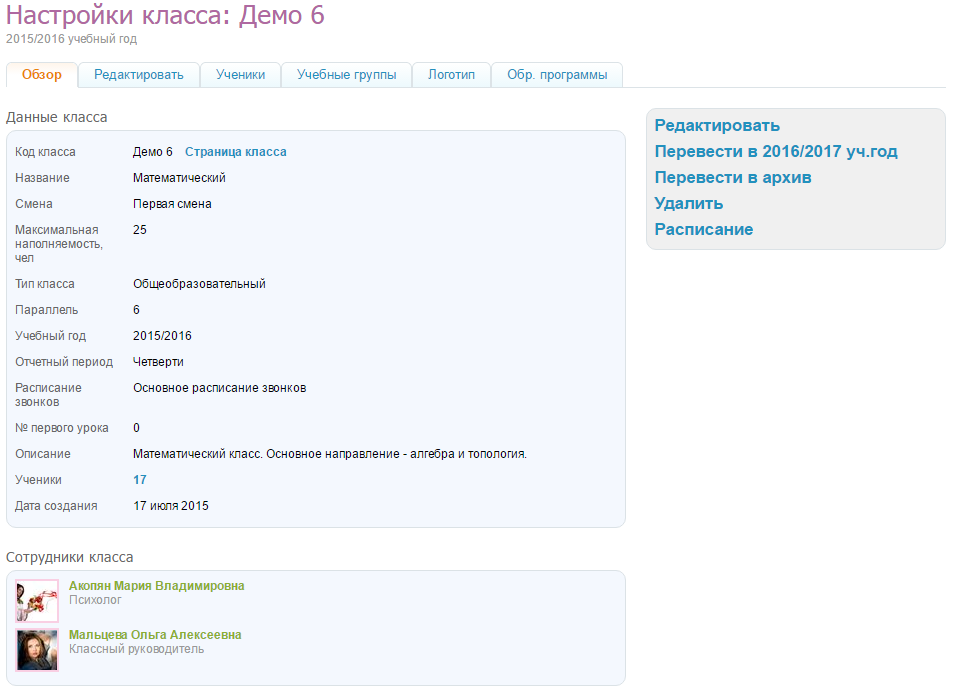 Настройки класса: Демо 6
2015/2016 учебный год
Обзор Редактировать Ученики Учебные группы Логотип Обр. программы
Данные класса
Код класса Демо 6 Страница класса
Название Математический
Смена Первая смена
Максимальная 25
наполняемость,
чел
Тип класса Общеобразовательный
Параллель 6
Учебный год 2015/2016
Отчетный период Четверти
Расписание Основное расписание звонков
звонков
№ первого урока 0
Описание Математический класс. Основное направление - алгебра и топология.
Ученики 17
Дата создания 17 июля 2015
Редактировать
Перевести в 2016/2017 уч.год
Перевести в архив
Удалить
Расписание
Сотрудники класса
Акопян Мария Владимировна
Психолог
Мальцева Ольга Алексеевна
Классный руководитель